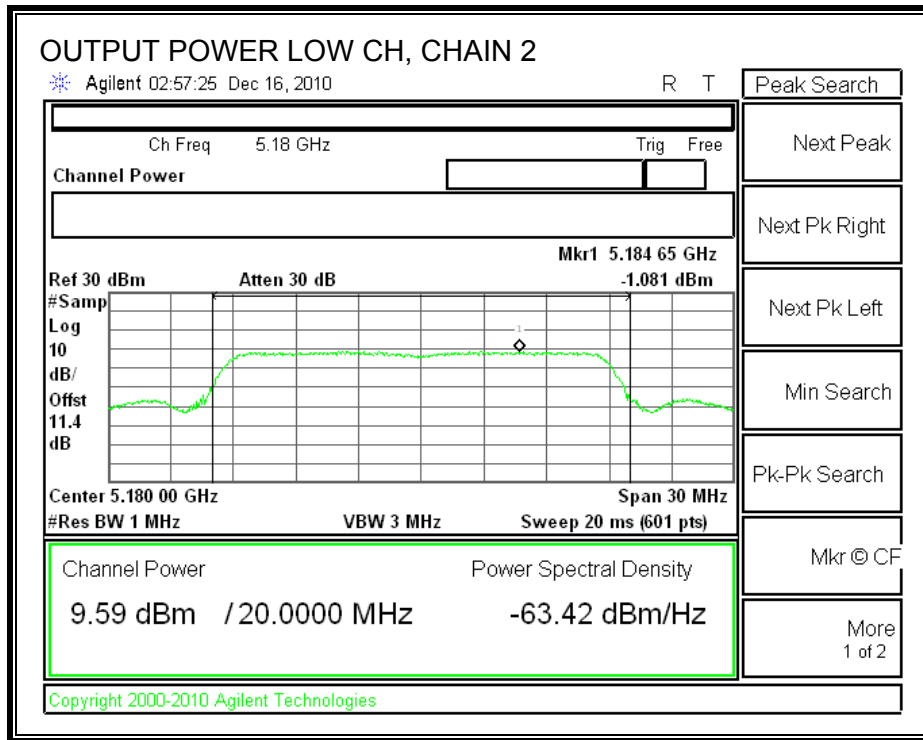 OUTPUT POWER LOW CH, CHAIN 2
Agilent 02:57:25 Dec 16, 2010 R T
Peak Search
Ch Freq 5.18 GHz Trig Free
Channel Power
Next Peak
Next Pk Right
Mkr1 5.184 65 GHz
Ref 30 dBm Atten 30 dB -1.081 dBm
#Samp
Log
10
dB/
Offst
11.4
dB
1
Next Pk Left
Min Search
Pk-Pk Search
Center 5.180 00 GHz Span 30 MHz
#Res BW 1 MHz VBW 3 MHz Sweep 20 ms (601 pts)
Channel Power Power Spectral Density
9.59 dBm / 20.0000 MHz -63.42 dBm/Hz
Mkr © CF
More
1 of 2
Copyright 2000-2010 Agilent Technologies